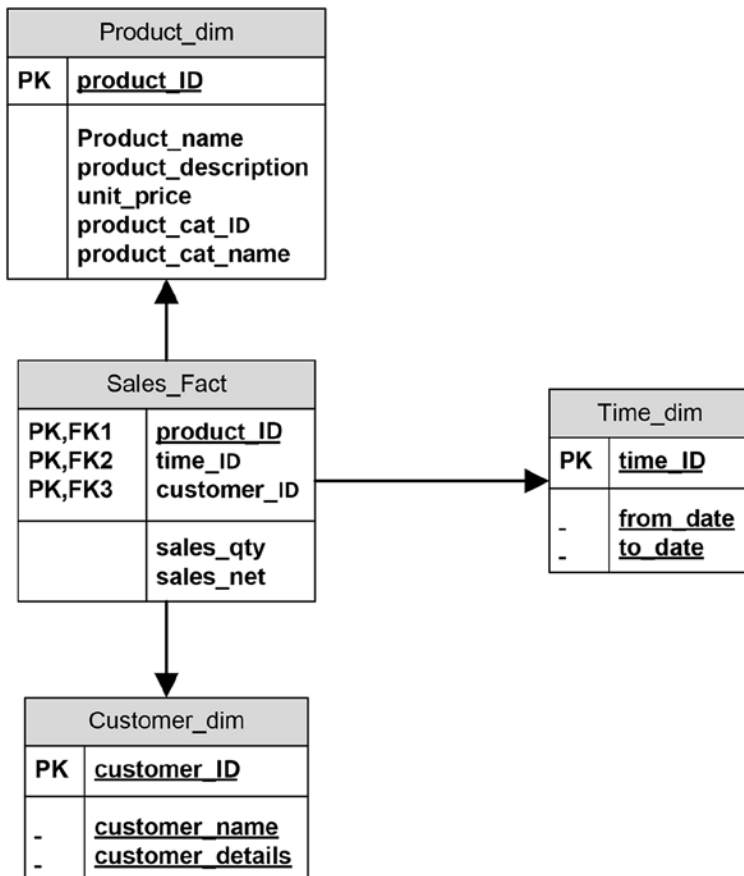 Product_dim
PK product_ID
Product_name
product_description
unit_price
product_cat_ID
product_cat_name
Sales_Fact
PK,FK1 product_ID
PK,FK2 time_ID
PK,FK3 customer_ID
sales_qty
sales_net
Time_dim
PK time_ID
- from_date
- to_date
Customer_dim
PK customer_ID
- customer_name
- customer_details